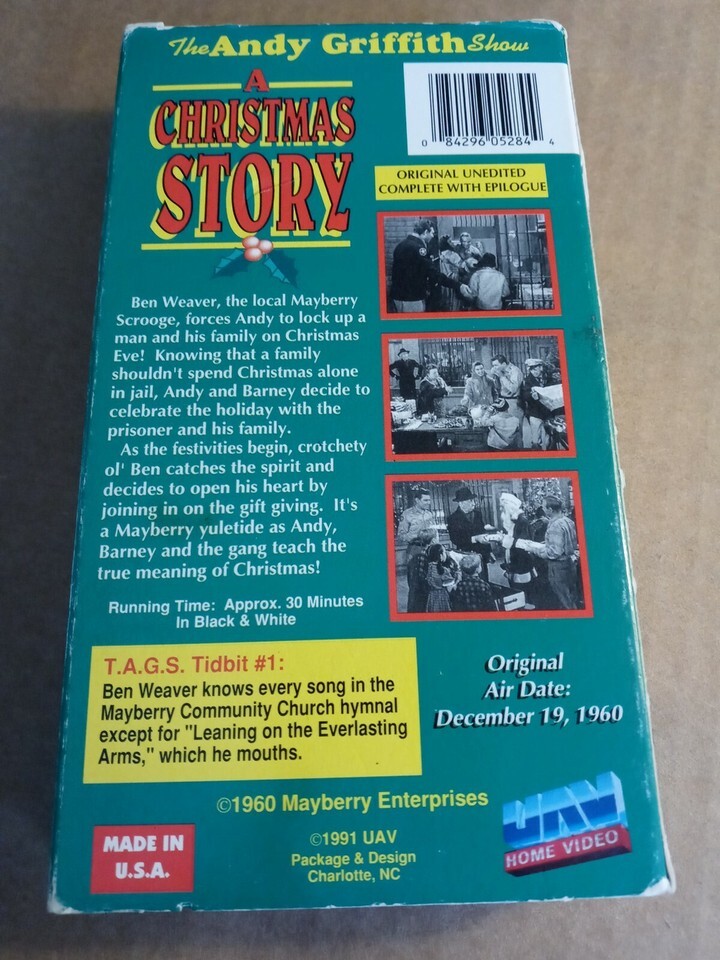 The Andy Griffith Show
A
CHRISTMAS
STORY
0 84296 05284 4
ORIGINAL UNEDITED
COMPLETE WITH EPILOGUE
Ben Weaver, the local Mayberry
Scrooge, forces Andy to lock up a
man and his family on Christmas
Eve! Knowing that a family
shouldn't spend Christmas alone
in jail, Andy and Barney decide to
celebrate the holiday with the
prisoner and his family.
As the festivities begin, crotchety
ol' Ben catches the spirit and
decides to open his heart by
joining in on the gift giving. It's
a Mayberry yuletide as Andy,
Barney and the gang teach the
true meaning of Christmas!
Running Time: Approx. 30 Minutes
In Black & White
T.A.G.S. Tidbit #1:
Ben Weaver knows every song in the
Mayberry Community Church hymnal
except for "Leaning on the Everlasting
Arms," which he mouths.
Original
Air Date:
December 19, 1960
©1960 Mayberry Enterprises
MADE IN
U.S.A.
©1991 UAV
Package & Design
Charlotte, NC
UAV
HOME VIDEO